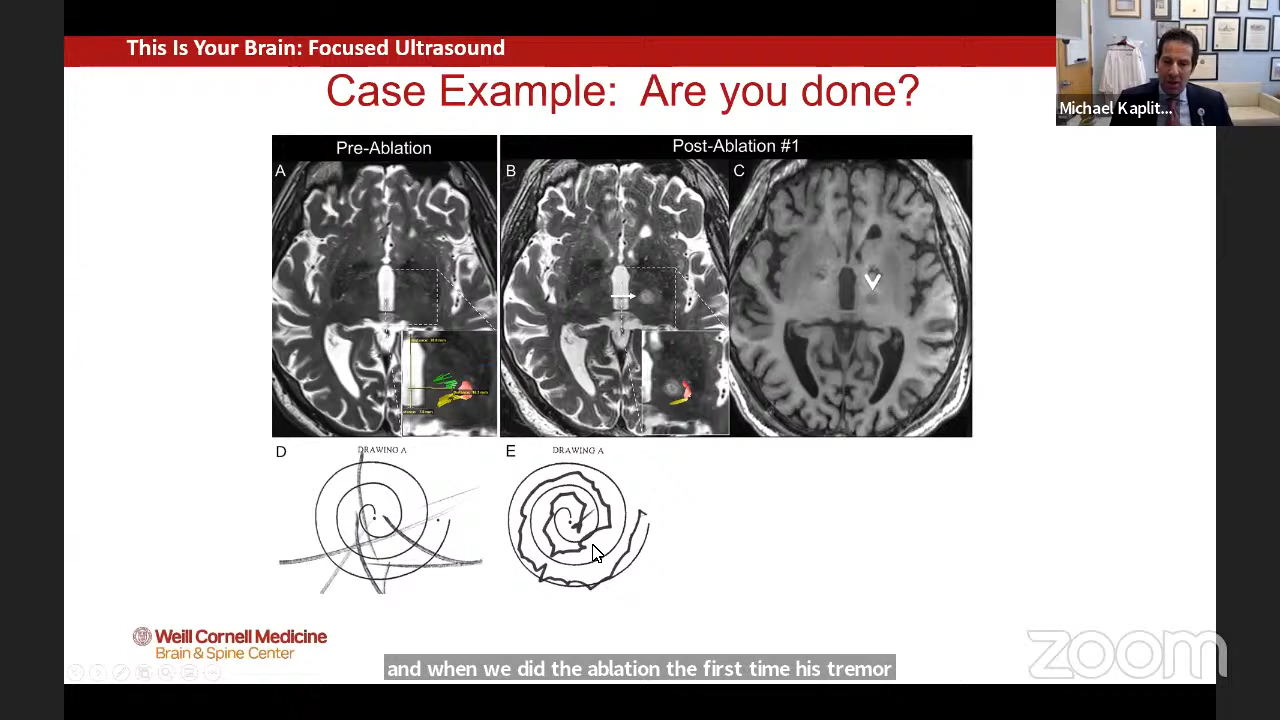 This Is Your Brain: Focused Ultrasound
Case Example: Are you done?
Michael Kaplit...
Pre-Ablation
Post-Ablation #1
A
B
C
D
DRAWING A
E
DRAWING A
Weill Cornell Medicine
Brain & Spine Center
zoom
and when we did the ablation the first time his tremor